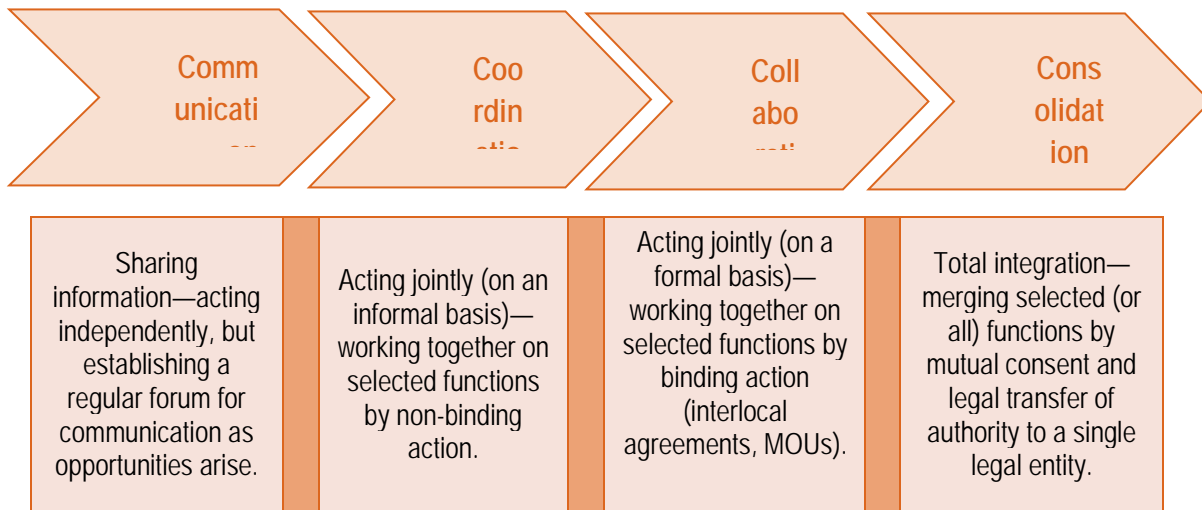 Comm
unicati
on
Coo
rdin
atio
Coll
abo
rati
Cons
olidat
ion
Sharing
information—acting
independently, but
establishing a
regular forum for
communication as
opportunities arise.
Acting jointly (on an
informal basis)—
working together on
selected functions
by non-binding
action.
Acting jointly (on a
formal basis)—
working together on
selected functions by
binding action
(interlocal
agreements, MOUs).
Total integration—
merging selected (or
all) functions by
mutual consent and
legal transfer of
authority to a single
legal entity.